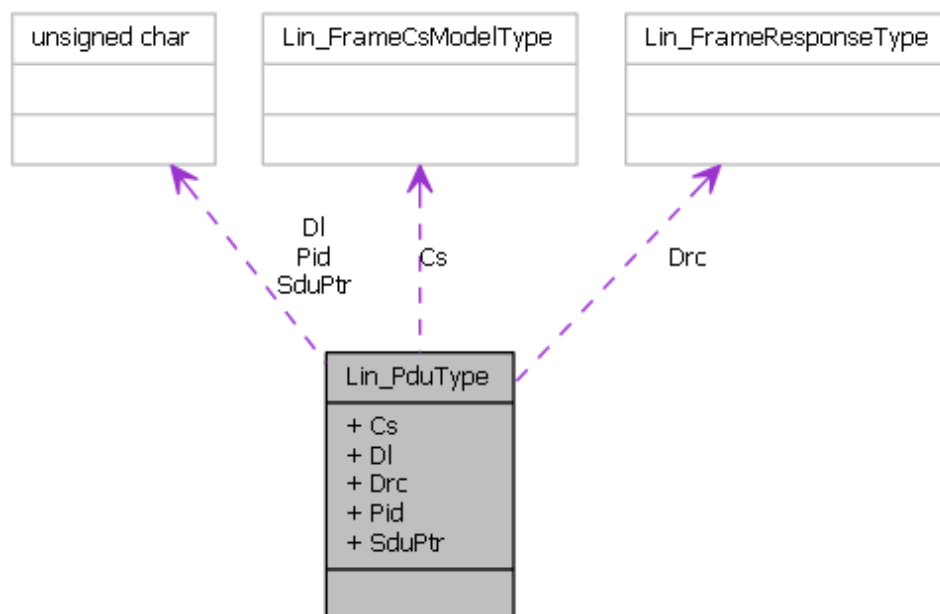 unsigned char
Lin_FrameCsModelType
Lin_FrameResponseType
Dl
Pid
SduPtr
Cs
Drc
Lin_PduType
+ Cs
+ Dl
+ Drc
+ Pid
+ SduPtr